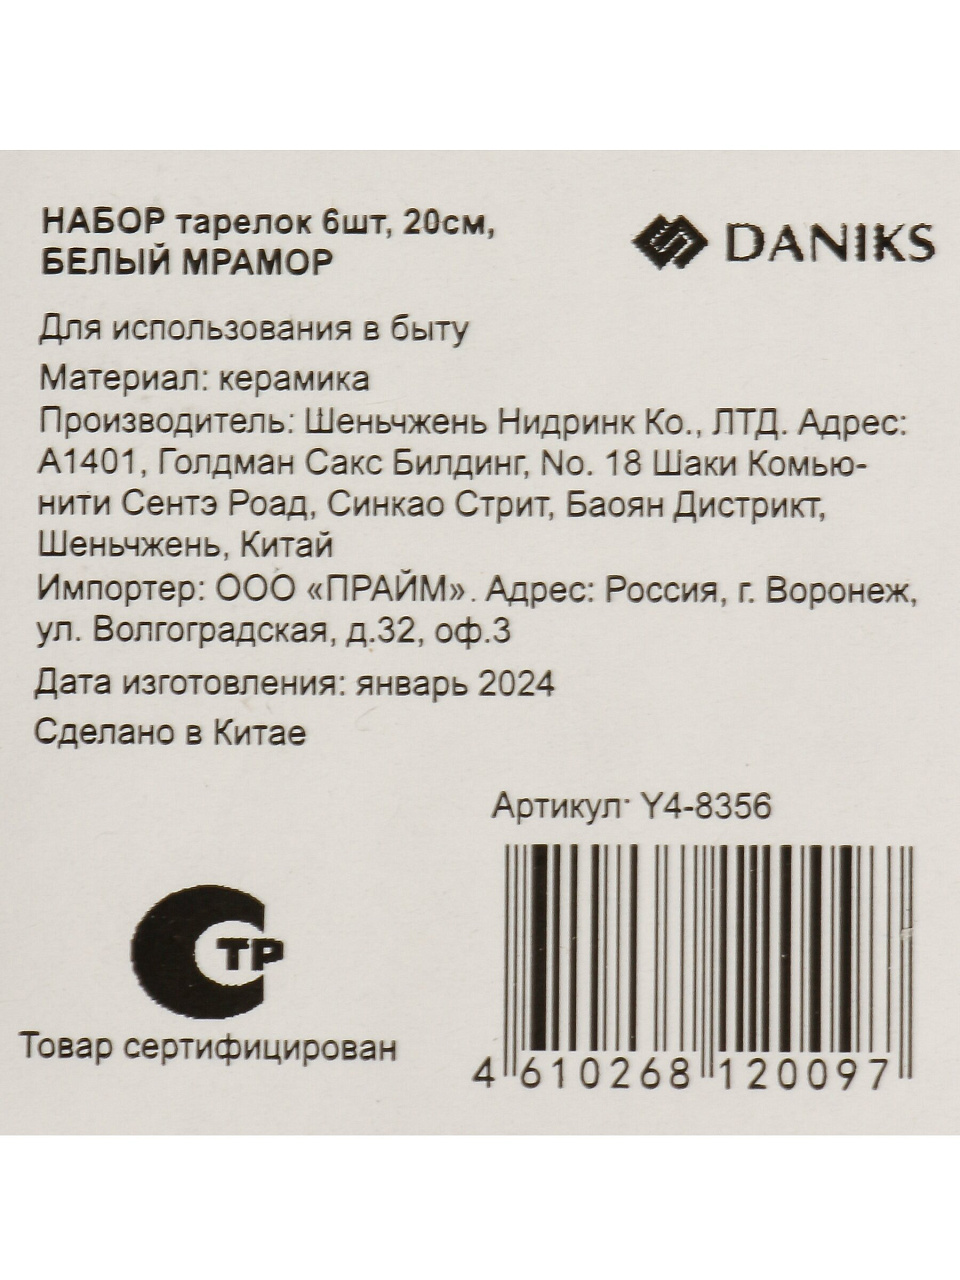 НАБОР тарелок 6шт, 20см,
БЕЛЫЙ МРАМОР
DANIKS
Для использования в быту
Материал: керамика
Производитель: Шеньчжень Нидринк Ко., ЛТД. Адрес:
А1401, Голдман Сакс Билдинг, No. 18 Шаки Комью-
нити Сентэ Роад, Синкао Стрит, Баоян Дистрикт,
Шеньчжень, Китай
Импортер: ООО «ПРАЙМ». Адрес: Россия, г. Воронеж,
ул. Волгоградская, д.32, оф.3
Дата изготовления: январь 2024
Сделано в Китае
Артикул: Y4-8356
СТР
Товар сертифицирован
4 610268 120097